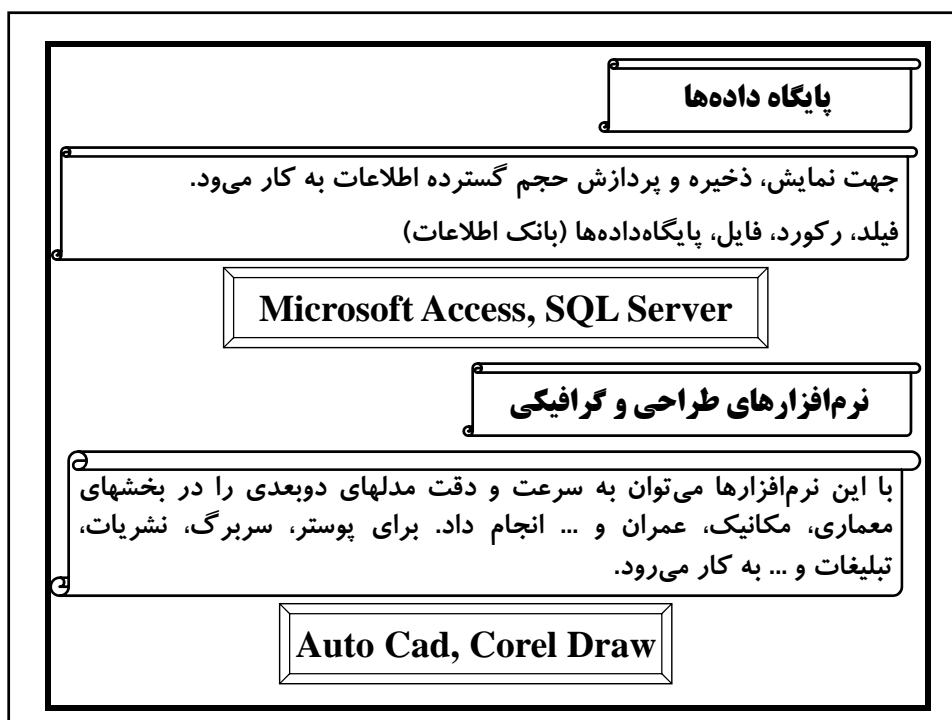 پایگاه داده‌ها
جهت نمایش، ذخیره و پردازش حجم گسترده اطلاعات به کار می‌ود.
فیلد، رکورد، فایل، پایگاه‌داده‌ها (بانک اطلاعات)
Microsoft Access, SQL Server
نرم‌افزارهای طراحی و گرافیکی
با این نرم‌افزارها می‌توان به سرعت و دقت مدلهای دوبعدی را در بخشهای
معماری، مکانیک، عمران و ... انجام داد. برای پوستر، سربرگ، نشریات،
تبلیغات و ... به کار می‌رود.
Auto Cad, Corel Draw